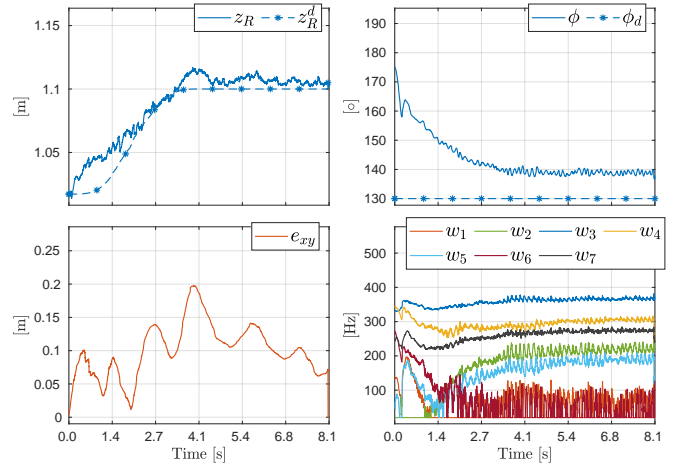 z_R z_R^d
1.15
1.1
1.05
[m]
ϕ ϕ_d
190
180
170
160
150
140
130
[○]
e_xy
0.2
0.15
0.1
0.05
0
[m]
0.0 1.4 2.7 4.1 5.4 6.8 8.1
Time [s]
w_1 w_2 w_3 w_4
w_5 w_6 w_7
500
400
300
200
100
[Hz]
0.0 1.4 2.7 4.1 5.4 6.8 8.1
Time [s]